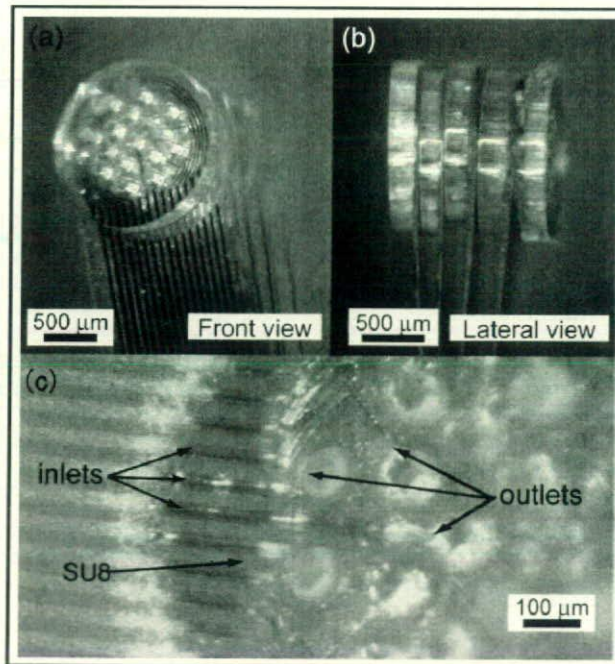 (a)
500 µm
Front view
(b)
500 µm
Lateral view
(c)
inlets
outlets
SU8
100 µm